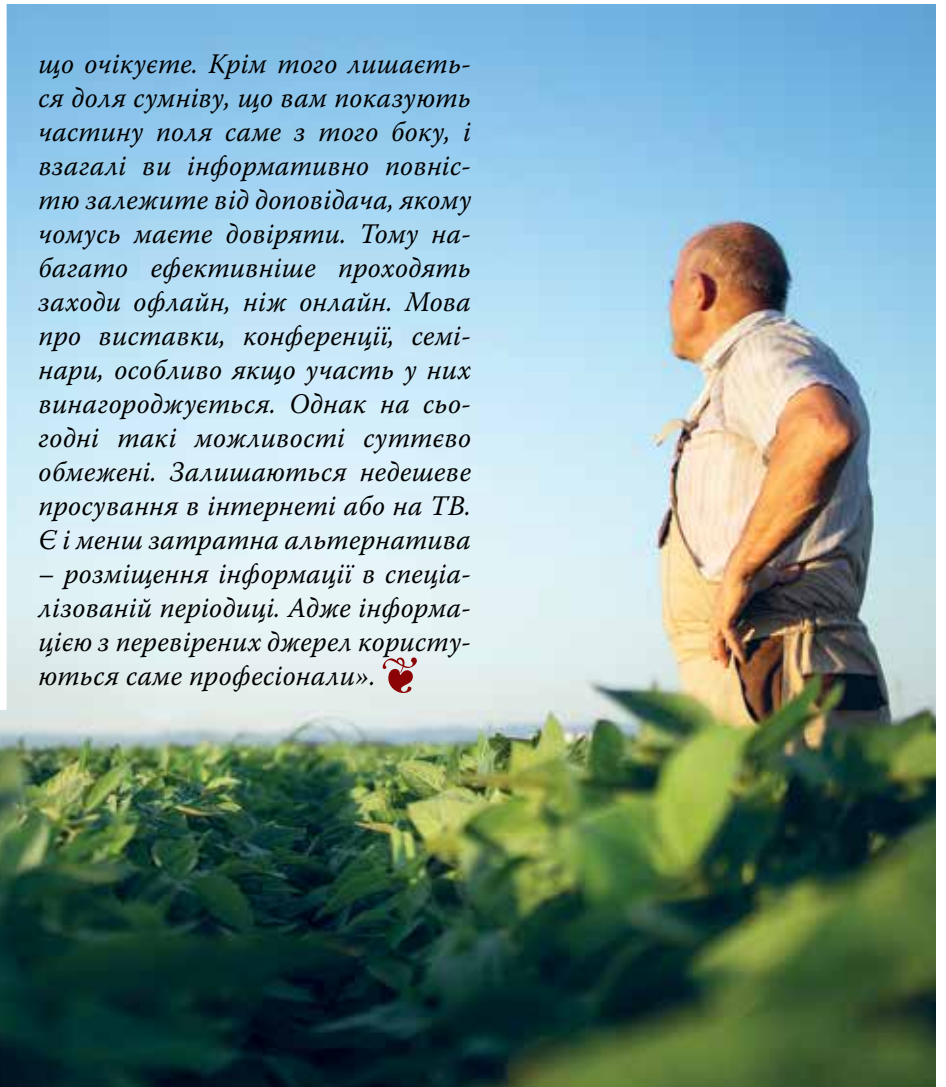 що очікуєте. Крім того лишаєть-
ся доля сумніву, що вам показують
частину поля саме з того боку, і
взагалі ви інформативно повніс-
тю залежите від доповідача, якому
чомусь маєте довіряти. Тому на-
багато ефективніше проходять
заходи офлайн, ніж онлайн. Мова
про виставки, конференції, семі-
нари, особливо якщо участь у них
винагороджується. Однак на сьо-
годні такі можливості суттєво
обмежені. Залишаються недешеве
просування в інтернеті або на ТВ.
Є і менш затратна альтернатива
– розміщення інформації в спеціа-
лізованій періодиці. Адже інформа-
цією з перевірених джерел користу-
ються саме професіонали».